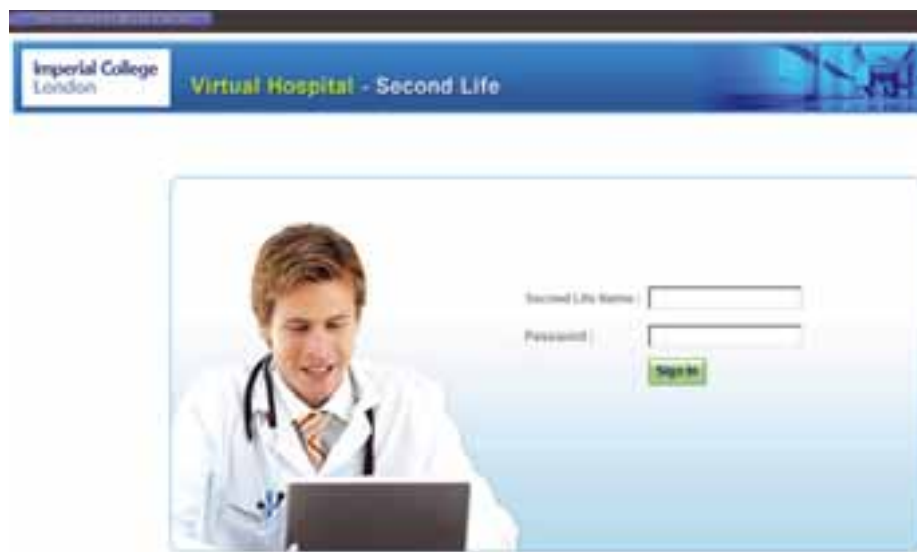 Imperial College
London
Virtual Hospital - Second Life
Second Life Name :
Password :
Sign In